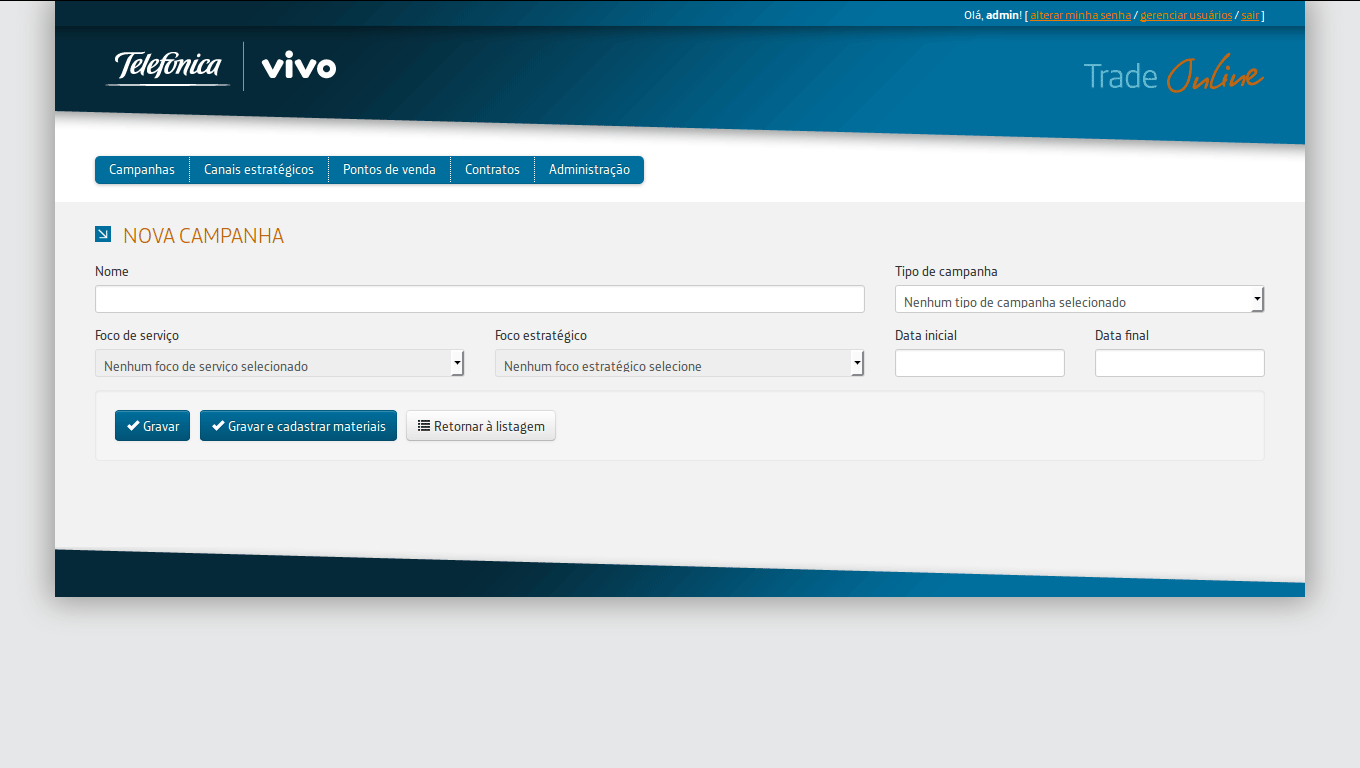 Olá, admin! [ alterar minha senha / gerenciar usuários / sair ]
Telefónica vivo
Trade Online
Campanhas Canais estratégicos Pontos de venda Contratos Administração
NOVA CAMPANHA
Nome Tipo de campanha
Nenhum tipo de campanha selecionado
Foco de serviço Foco estratégico Data inicial Data final
Nenhum foco de serviço selecionado Nenhum foco estratégico selecione
Gravar Gravar e cadastrar materiais Retornar à listagem